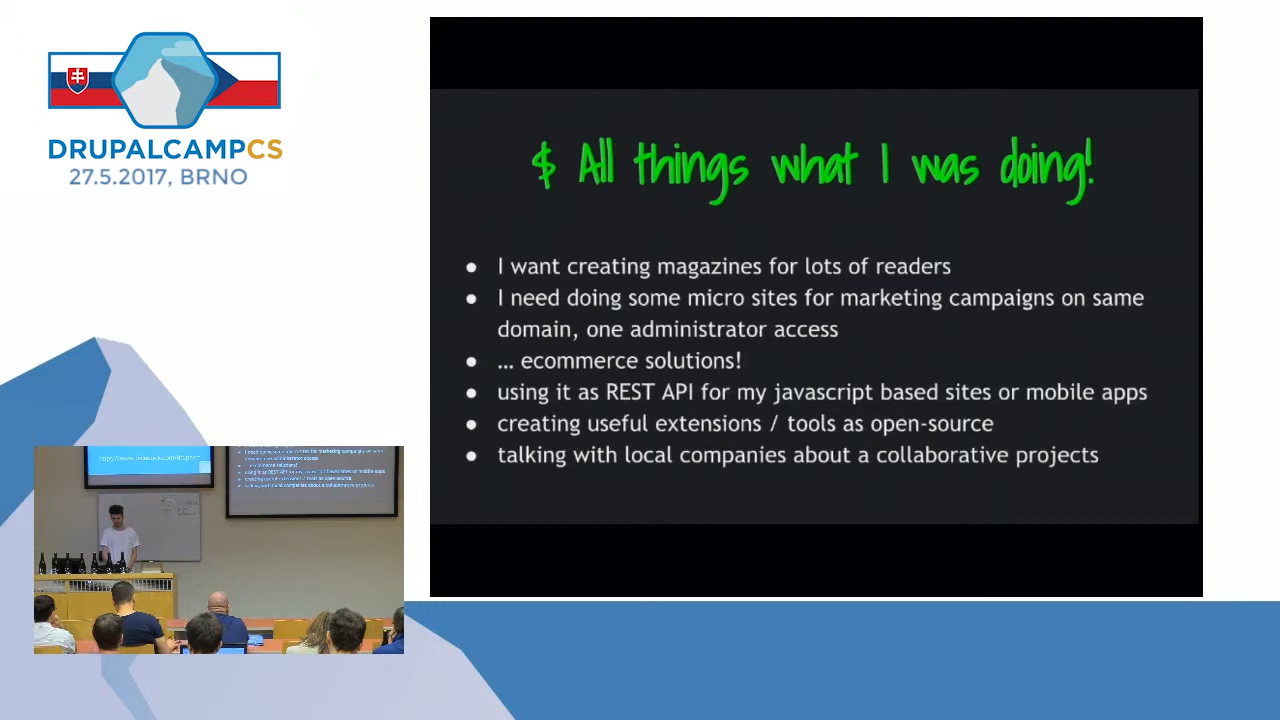 DRUPALCAMPCS
27.5.2017, BRNO
$ All things what I was doing!
● I want creating magazines for lots of readers
● I need doing some micro sites for marketing campaigns on same
domain, one administrator access
● … ecommerce solutions!
● using it as REST API for my javascript based sites or mobile apps
● creating useful extensions / tools as open-source
● talking with local companies about a collaborative projects